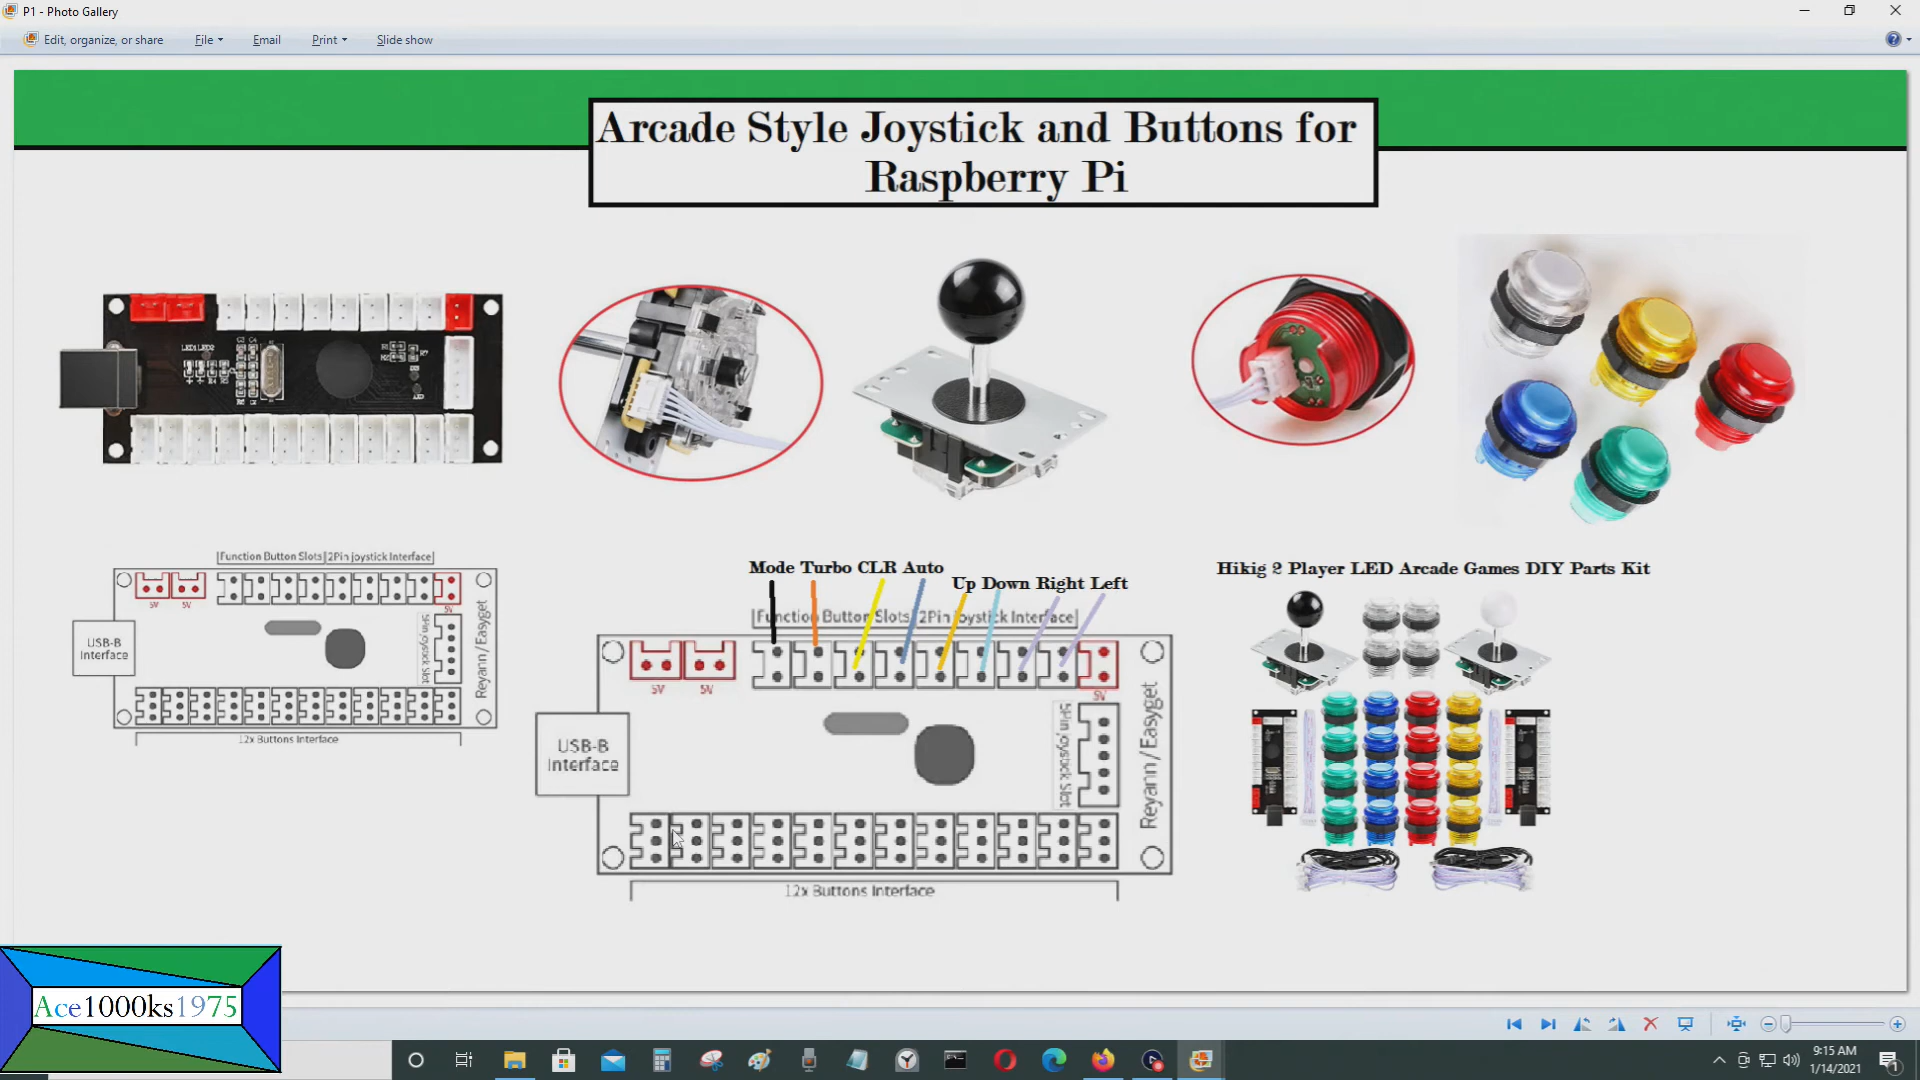 P1 - Photo Gallery
Edit, organize, or share
File
Email
Print
Slide show
Arcade Style Joystick and Buttons for
Raspberry Pi
LED1LED2
Function Button Slots
2Pin joystick Interface
5V
5V
5V
USB-B
Interface
5Pin joystick Slot
Reyann/Easyget
12x Buttons Interface
Mode Turbo CLR Auto
Up Down Right Left
Function Button Slots
2Pin joystick Interface
5V
5V
5V
USB-B
Interface
5Pin joystick Slot
Reyann/Easyget
12x Buttons Interface
Hikig 2 Player LED Arcade Games DIY Parts Kit
Ace1000ks1975
9:15 AM
1/14/2021
1